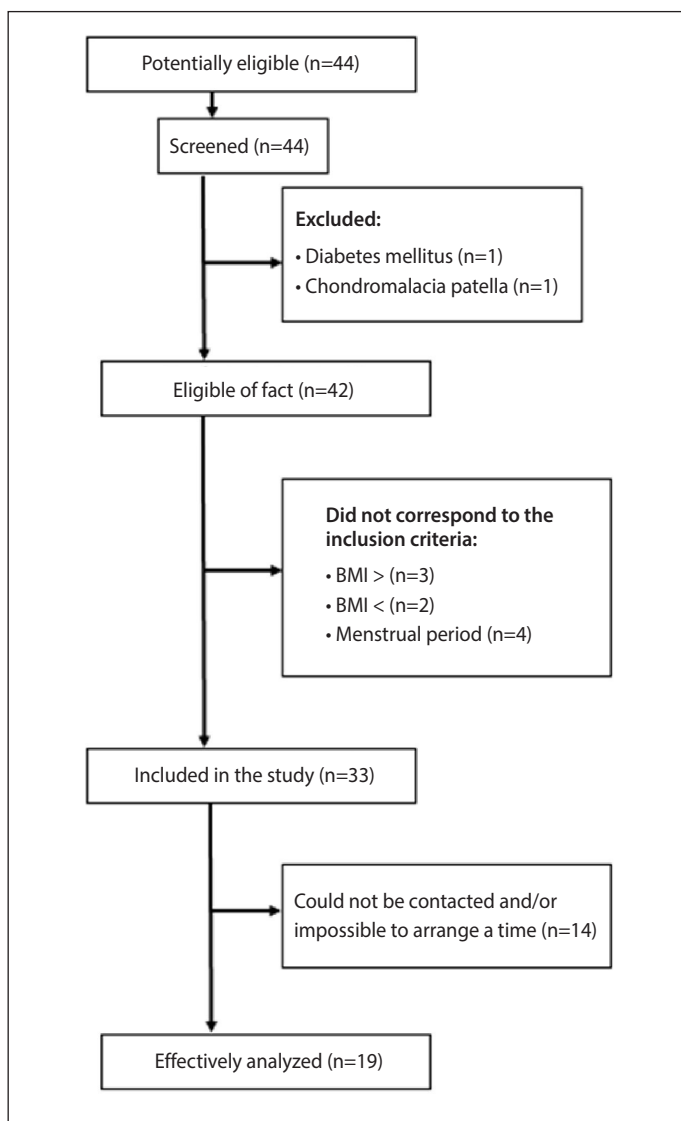 Potentially eligible (n=44)
Screened (n=44)
Excluded:
• Diabetes mellitus (n=1)
• Chondromalacia patella (n=1)
Eligible of fact (n=42)
Did not correspond to the
inclusion criteria:
• BMI > (n=3)
• BMI < (n=2)
• Menstrual period (n=4)
Included in the study (n=33)
Could not be contacted and/or
impossible to arrange a time (n=14)
Effectively analyzed (n=19)